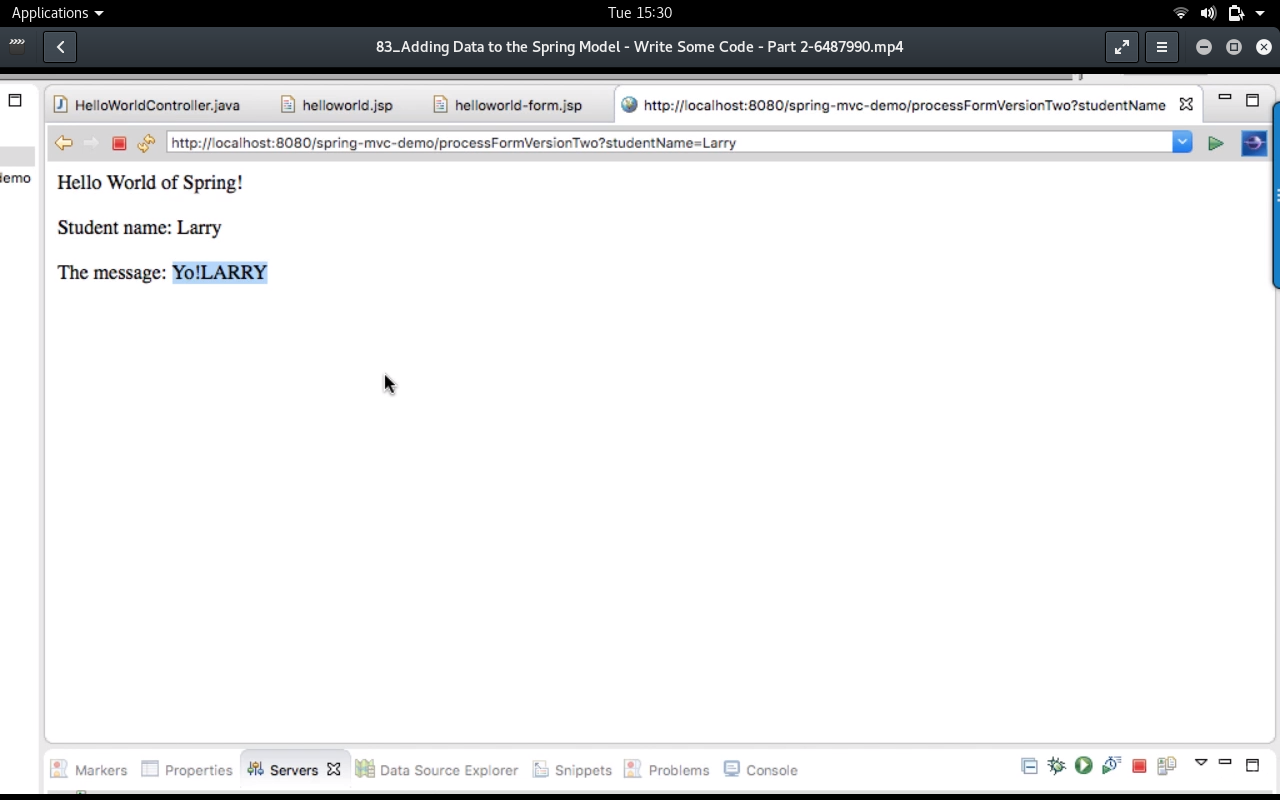 Applications
Tue 15:30
83_Adding Data to the Spring Model - Write Some Code - Part 2-6487990.mp4
HelloWorldController.java
helloworld.jsp
helloworld-form.jsp
http://localhost:8080/spring-mvc-demo/processFormVersionTwo?studentName
http://localhost:8080/spring-mvc-demo/processFormVersionTwo?studentName=Larry
demo
Hello World of Spring!
Student name: Larry
The message: Yo!LARRY
Markers
Properties
Servers
Data Source Explorer
Snippets
Problems
Console